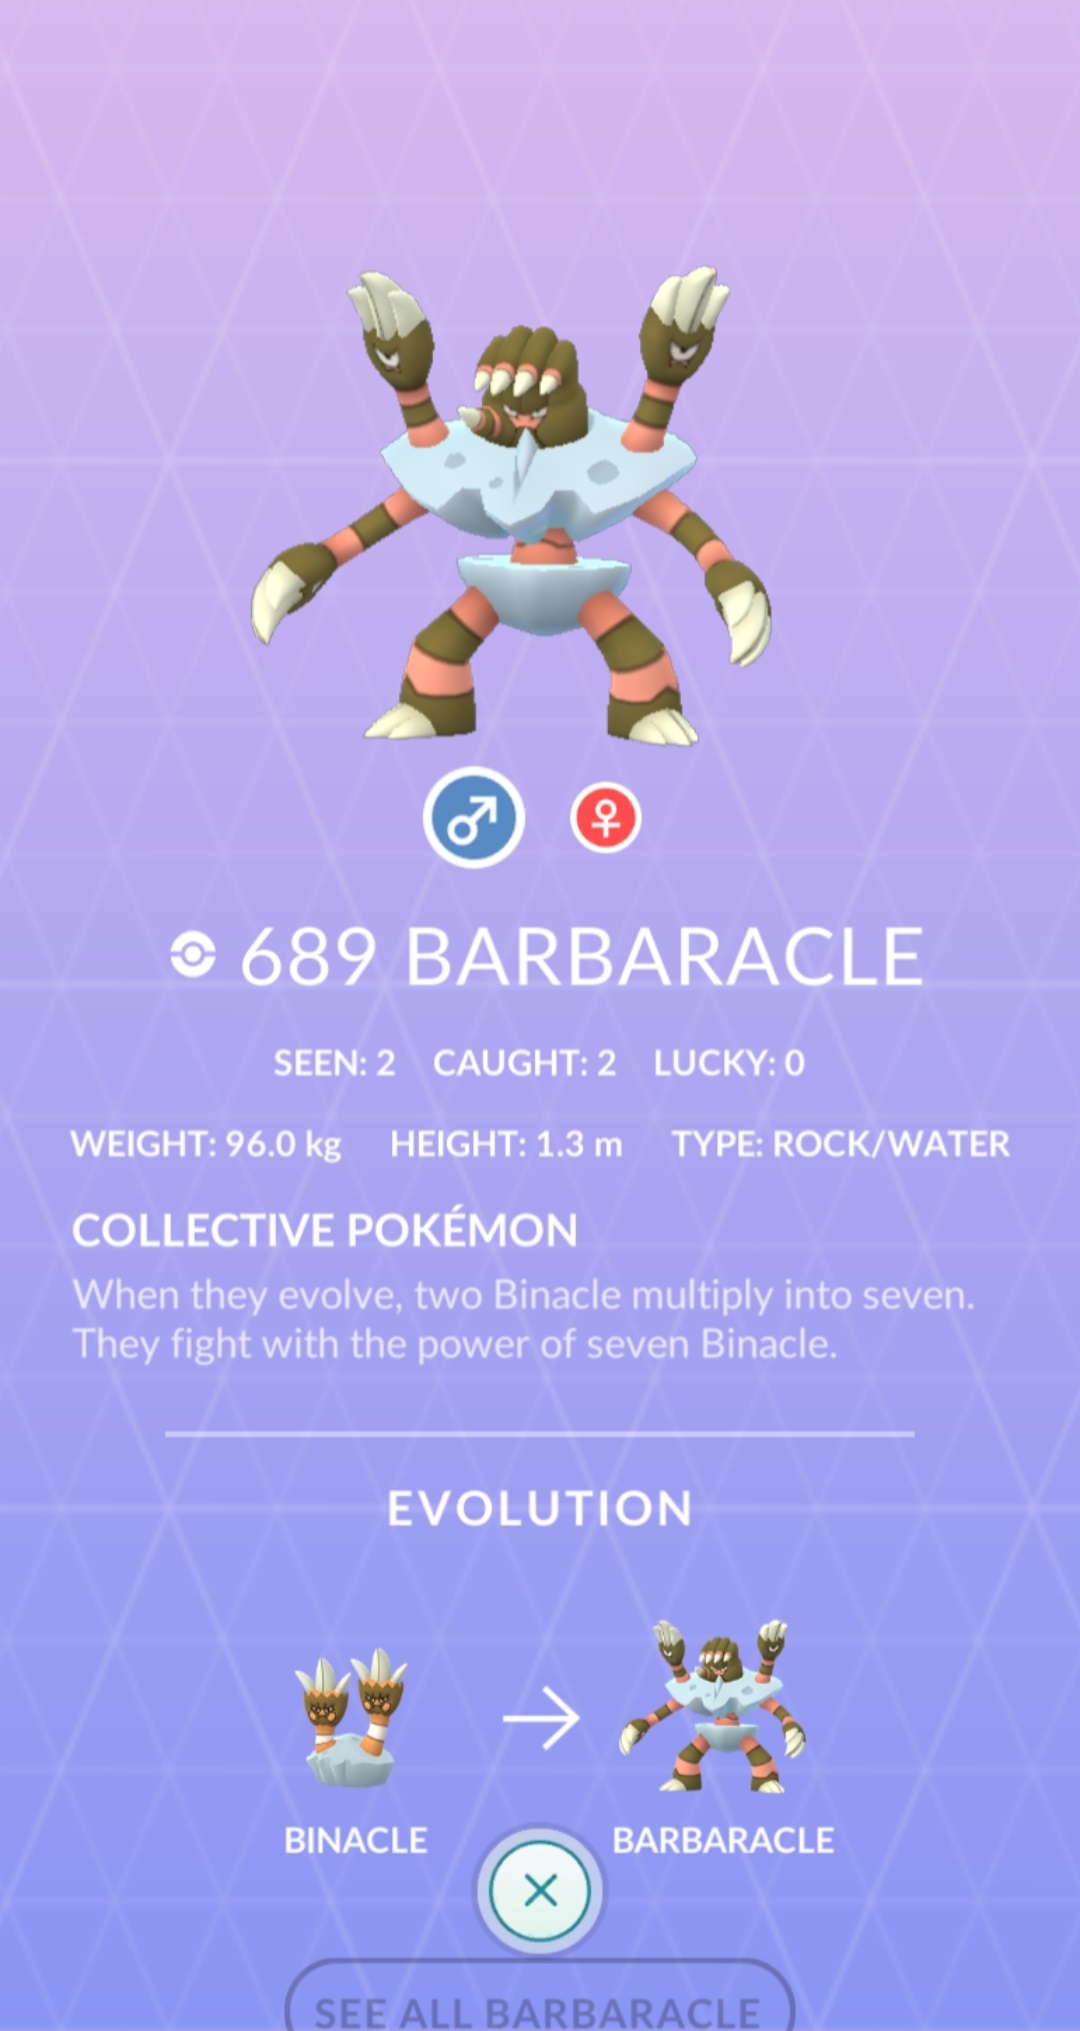 689 BARBARACLE
SEEN: 2 CAUGHT: 2 LUCKY: 0
WEIGHT: 96.0 kg HEIGHT: 1.3 m TYPE: ROCK/WATER
COLLECTIVE POKÉMON
When they evolve, two Binacle multiply into seven.
They fight with the power of seven Binacle.
EVOLUTION
BINACLE BARBARACLE
SEE ALL BARBARACLE